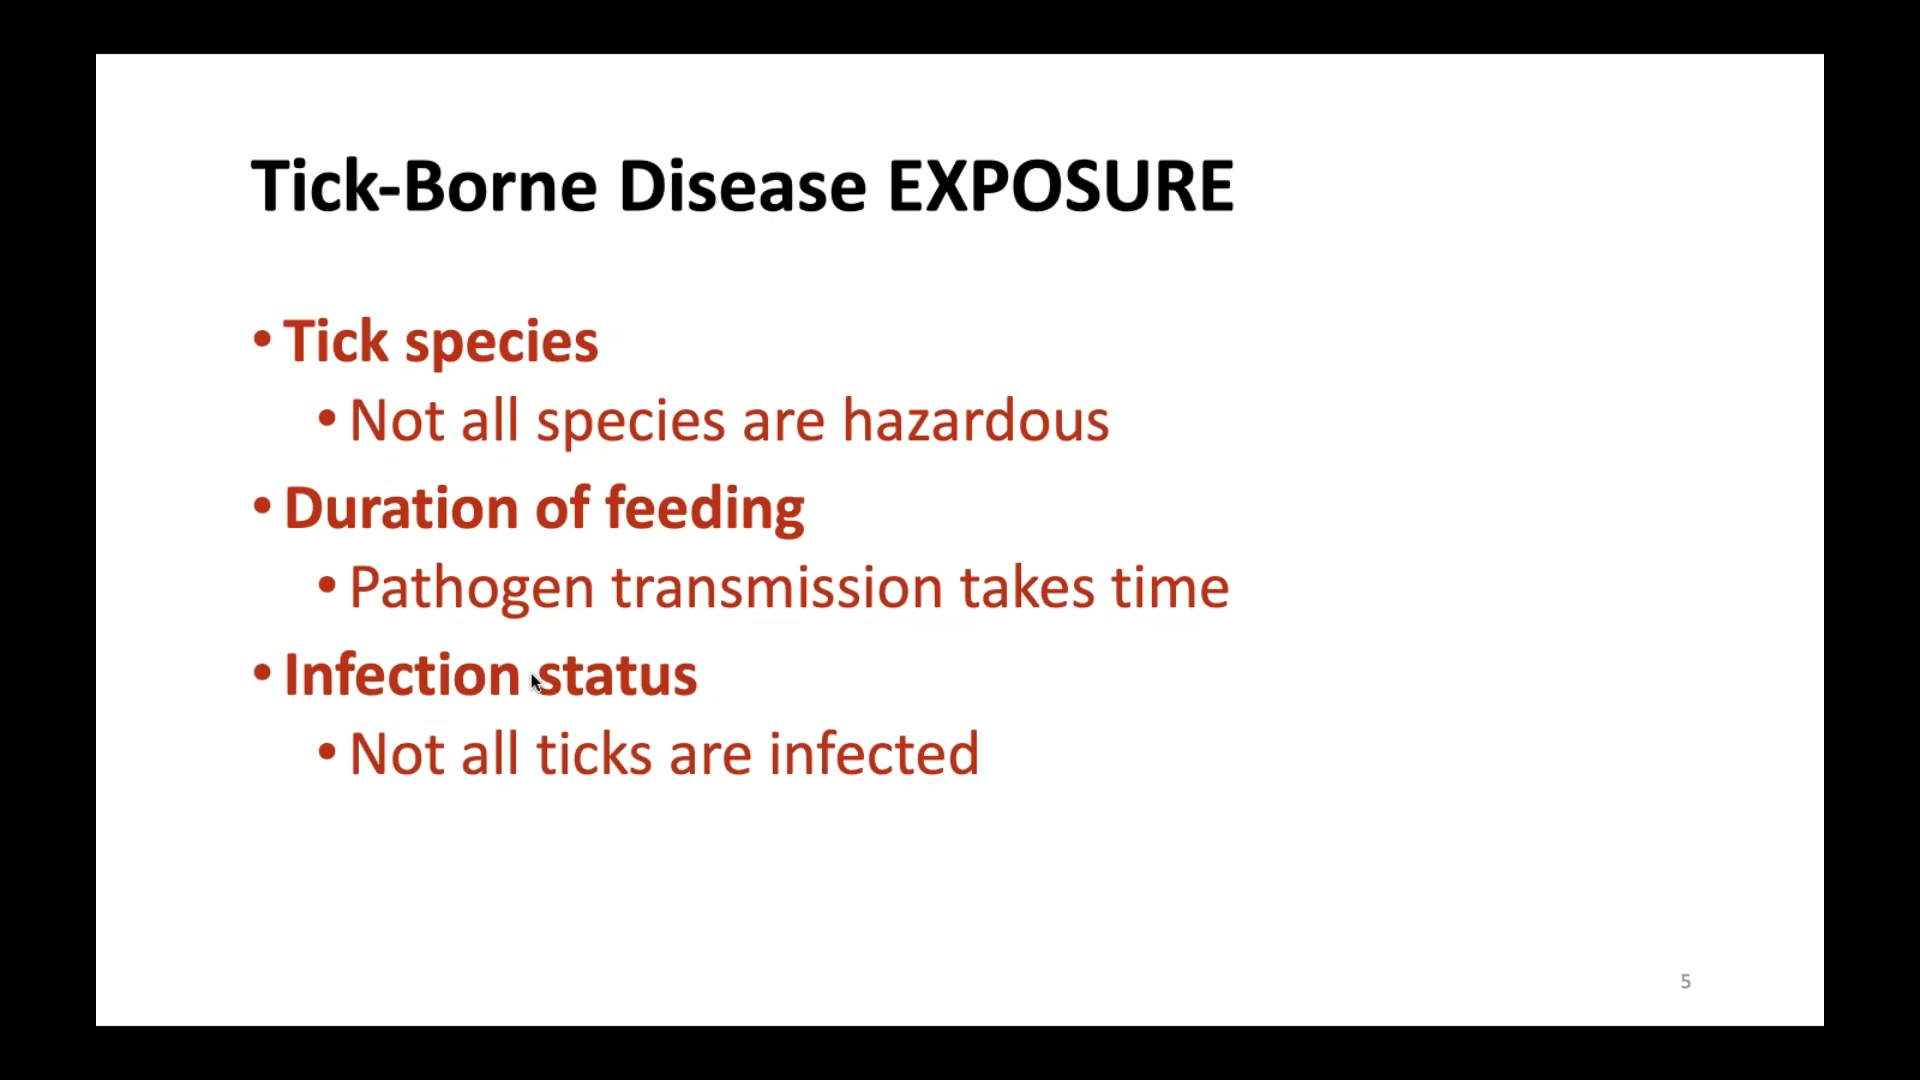 Tick-Borne Disease EXPOSURE
• Tick species
• Not all species are hazardous
• Duration of feeding
• Pathogen transmission takes time
• Infection status
• Not all ticks are infected
5